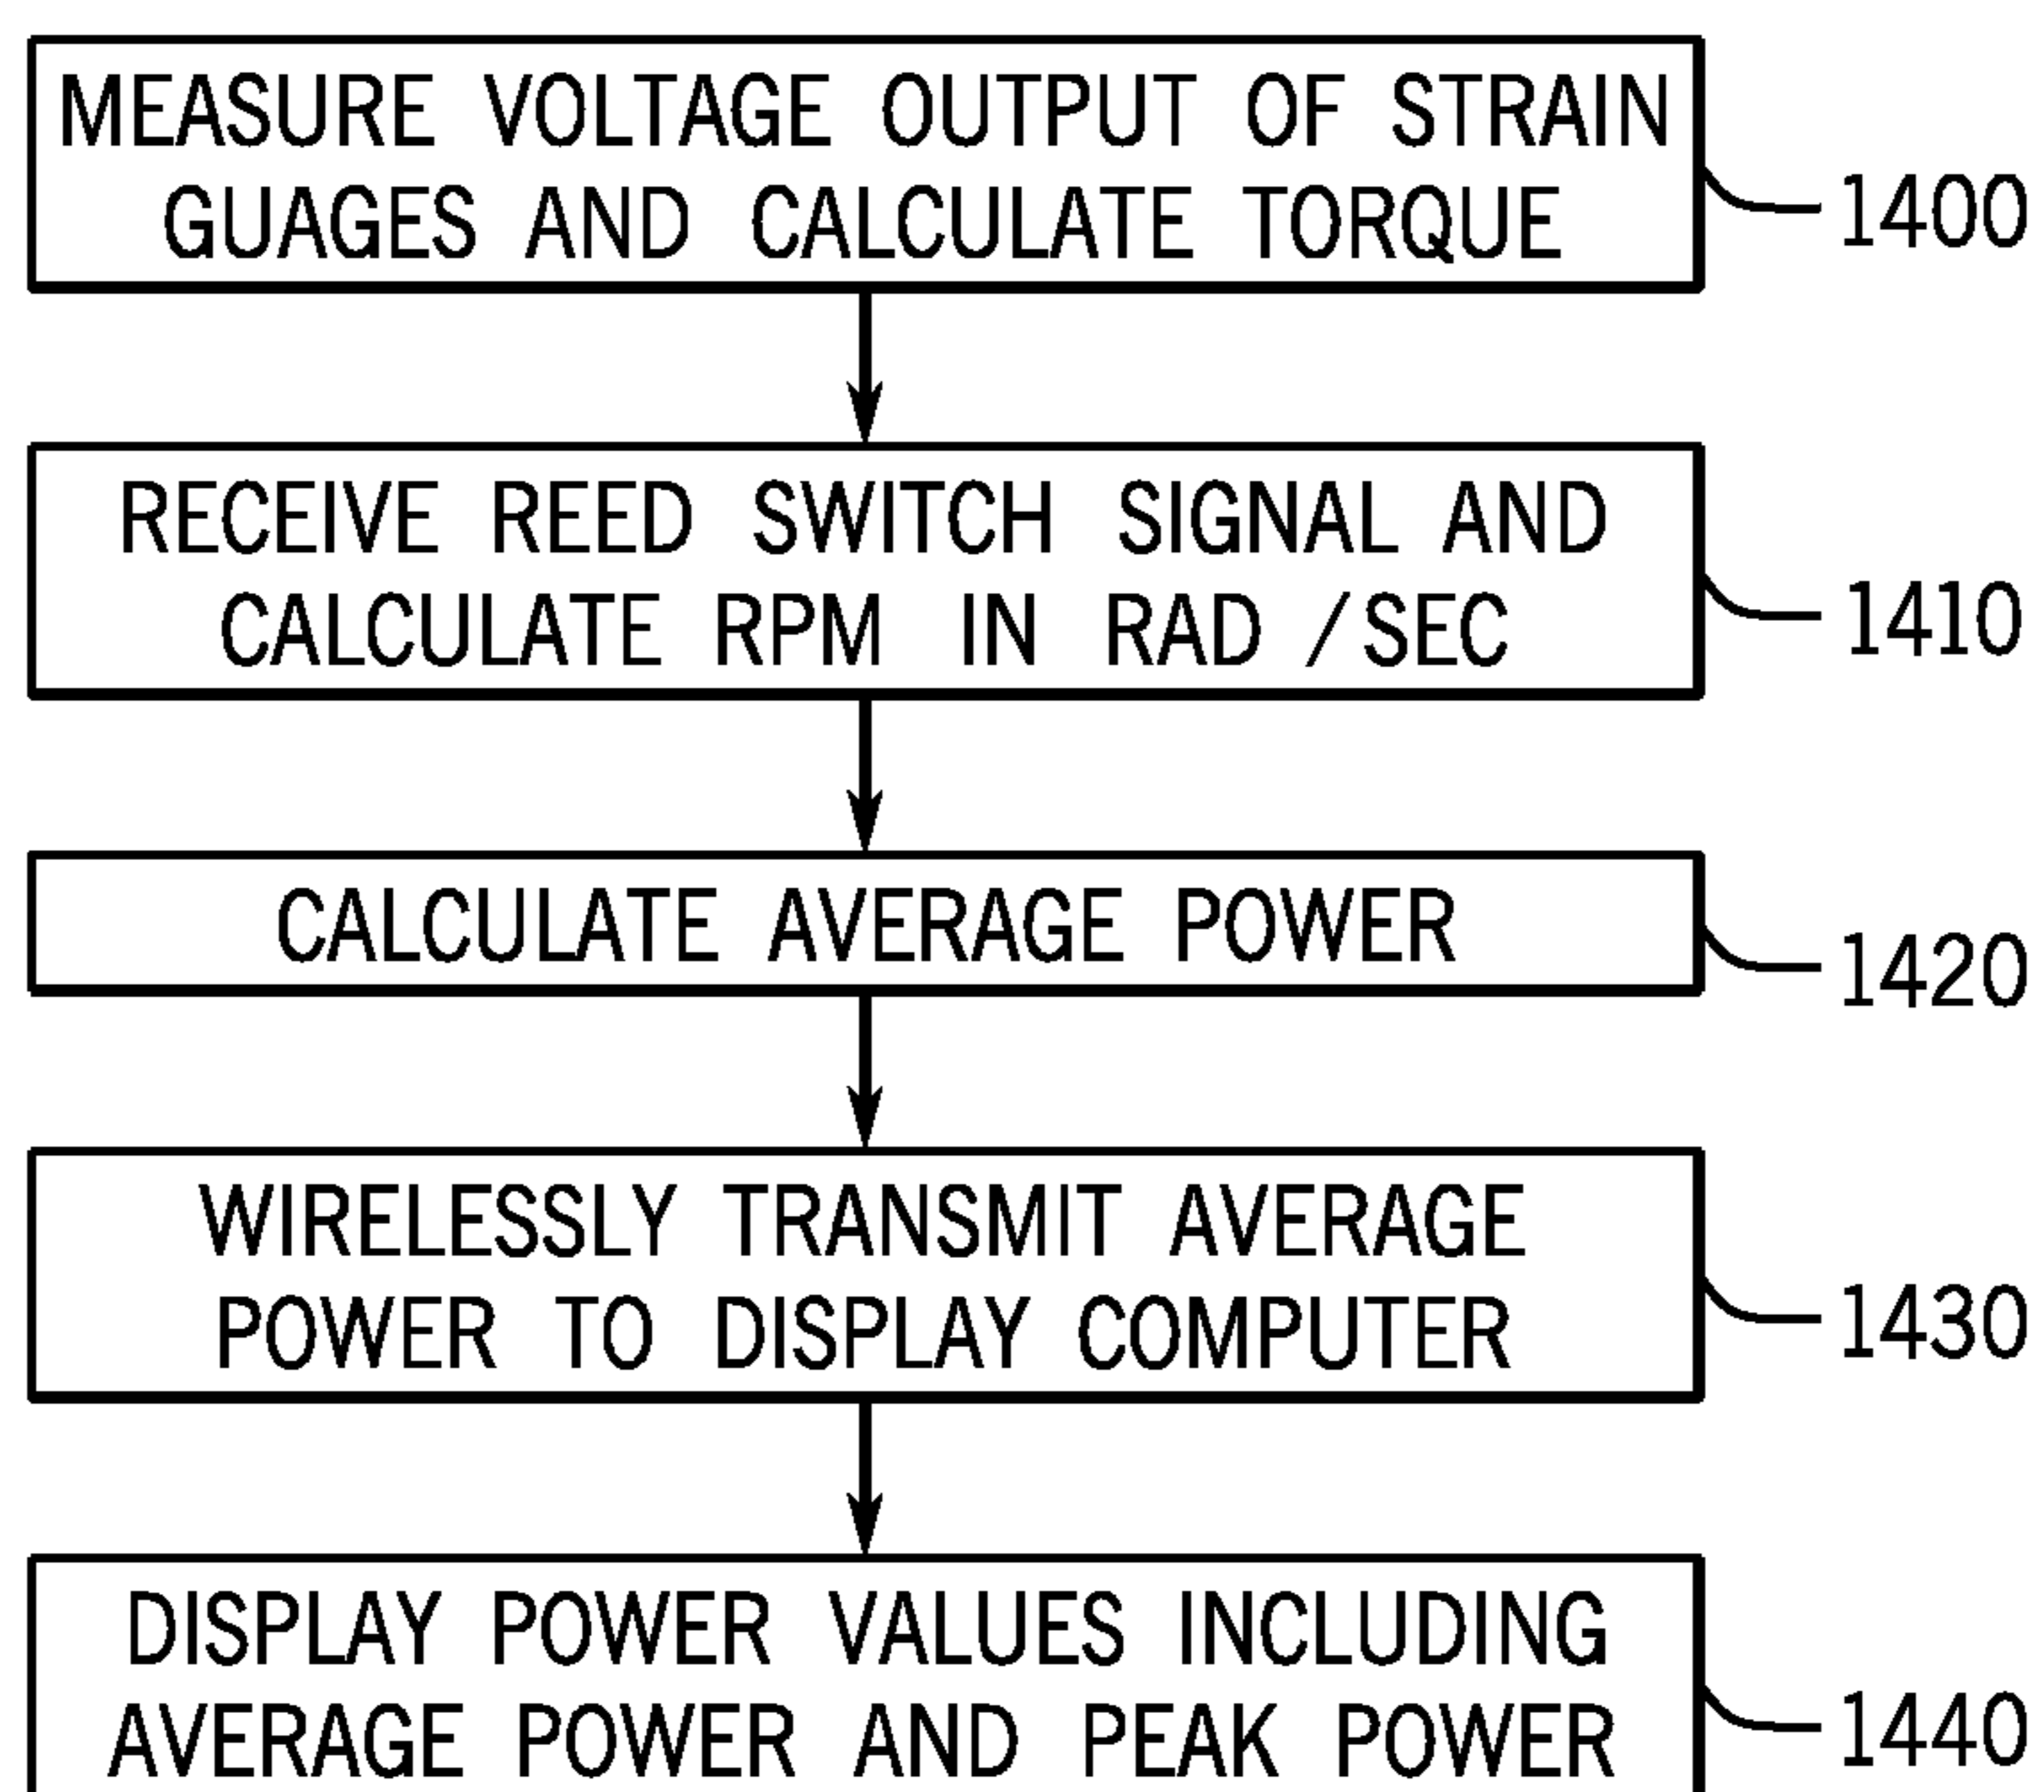 MEASURE VOLTAGE OUTPUT OF STRAIN
GUAGES AND CALCULATE TORQUE
1400
RECEIVE REED SWITCH SIGNAL AND
CALCULATE RPM IN RAD /SEC
1410
CALCULATE AVERAGE POWER
1420
WIRELESSLY TRANSMIT AVERAGE
POWER TO DISPLAY COMPUTER
1430
DISPLAY POWER VALUES INCLUDING
AVERAGE POWER AND PEAK POWER
1440